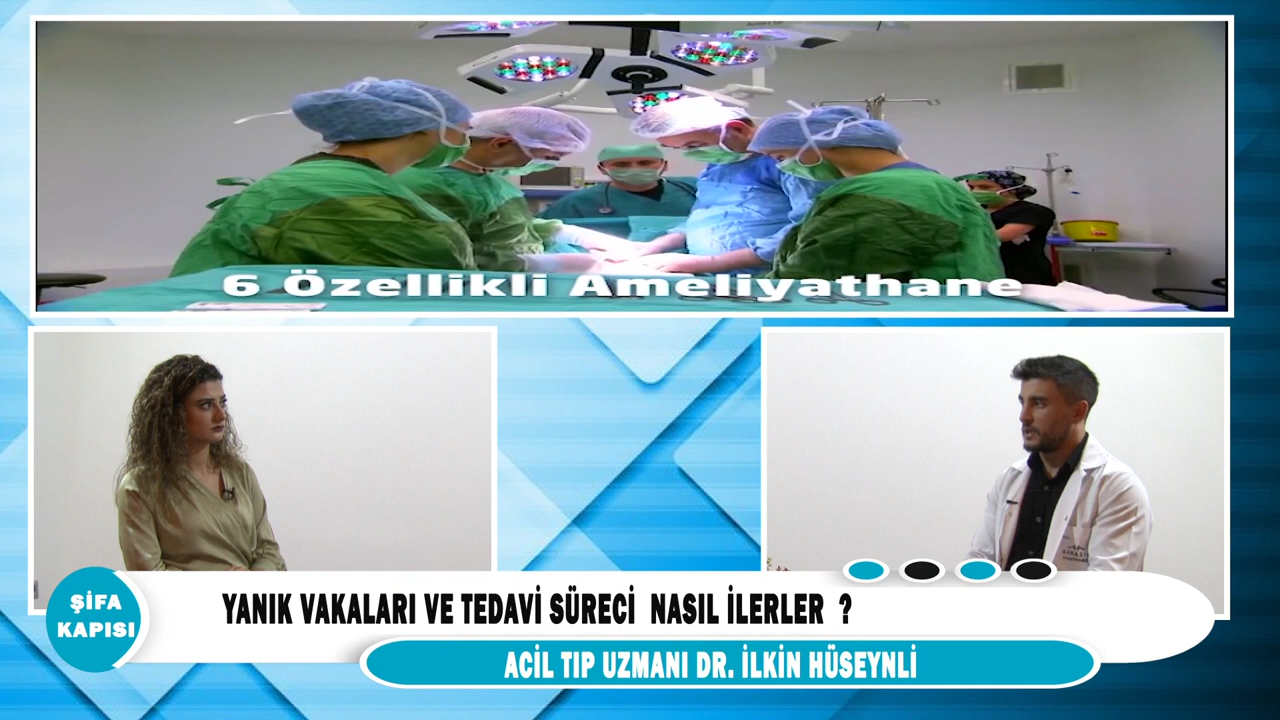 6 Özellikli Ameliyathane
ŞİFA
KAPISI
YANIK VAKALARI VE TEDAVİ SÜRECİ NASIL İLERLER ?
ACİL TIP UZMANI DR. İLKİN HÜSEYNLİ